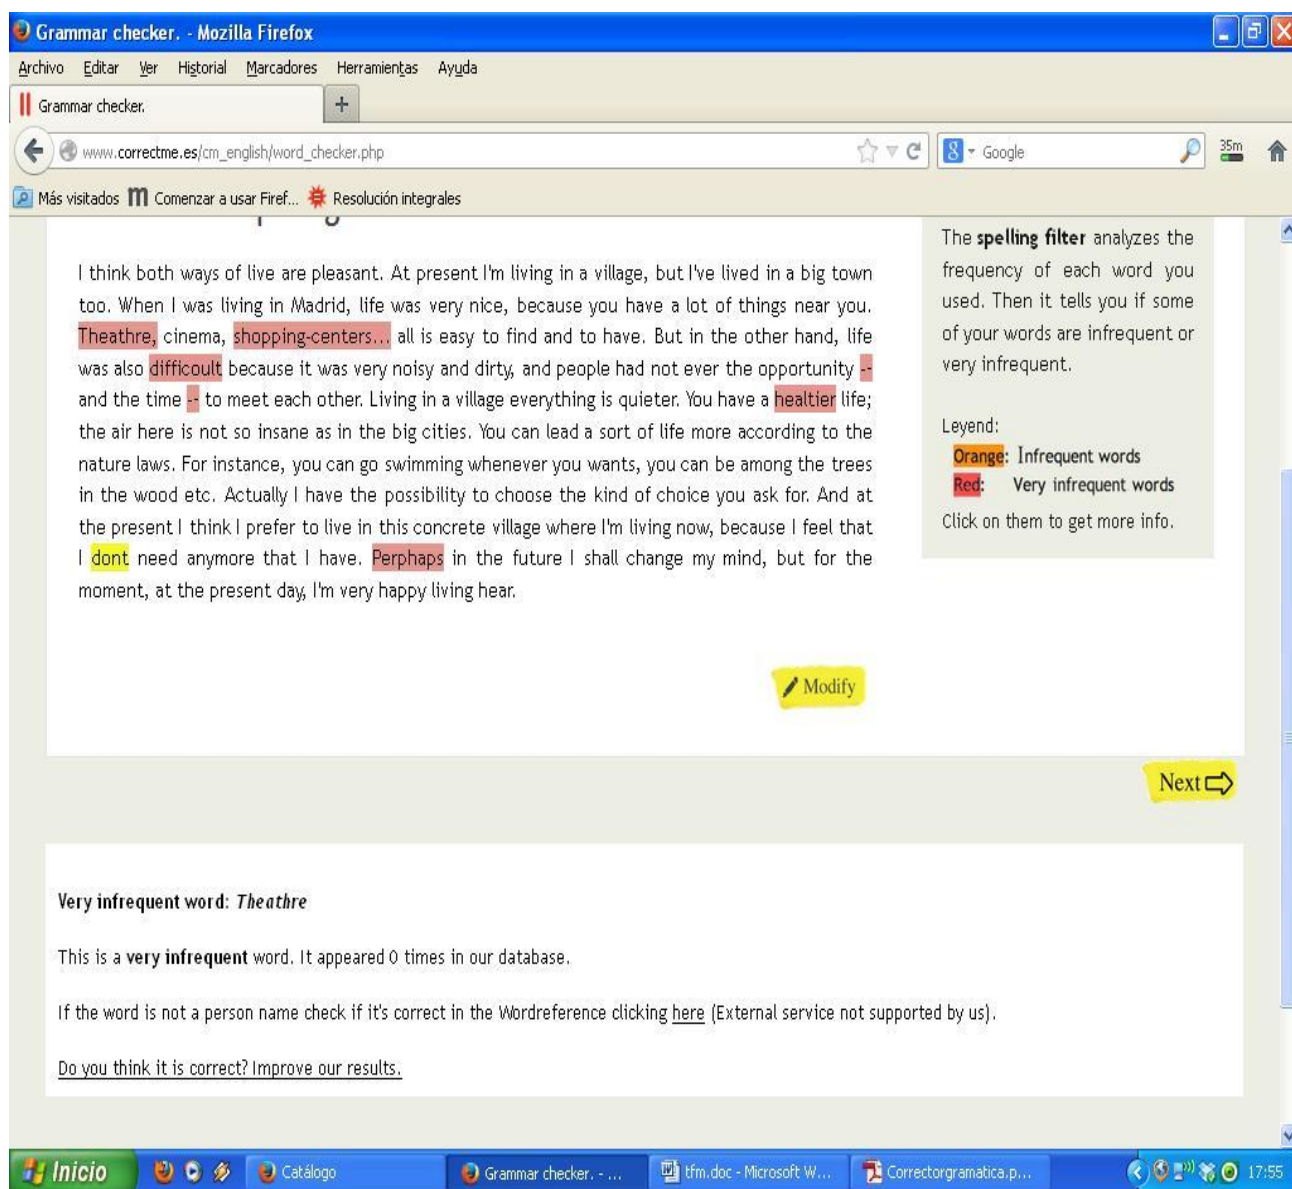 Grammar checker. - Mozilla Firefox
Archivo Editar Ver Historial Marcadores Herramientas Ayuda
Grammar checker.
www.correctme.es/cm_english/word_checker.php
Google
35m
Más visitados Comenzar a usar Firef... Resolución integrales
I think both ways of live are pleasant. At present I'm living in a village, but I've lived in a big town
too. When I was living in Madrid, life was very nice, because you have a lot of things near you.
Theathre, cinema, shopping-centers... all is easy to find and to have. But in the other hand, life
was also difficoult because it was very noisy and dirty, and people had not ever the opportunity --
and the time -- to meet each other. Living in a village everything is quieter. You have a healtier life;
the air here is not so insane as in the big cities. You can lead a sort of life more according to the
nature laws. For instance, you can go swimming whenever you wants, you can be among the trees
in the wood etc. Actually I have the possibility to choose the kind of choice you ask for. And at
the present I think I prefer to live in this concrete village where I'm living now, because I feel that
I dont need anymore that I have. Perphaps in the future I shall change my mind, but for the
moment, at the present day, I'm very happy living hear.
Modify
The spelling filter analyzes the
frequency of each word you
used. Then it tells you if some
of your words are infrequent or
very infrequent.
Leyend:
Orange: Infrequent words
Red: Very infrequent words
Click on them to get more info.
Next
Very infrequent word: Theathre
This is a very infrequent word. It appeared 0 times in our database.
If the word is not a person name check if it's correct in the Wordreference clicking here (External service not supported by us).
Do you think it is correct? Improve our results.
Inicio Catálogo Grammar checker. - ... tfm.doc - Microsoft W... Correctorgramatica.p... 17:55